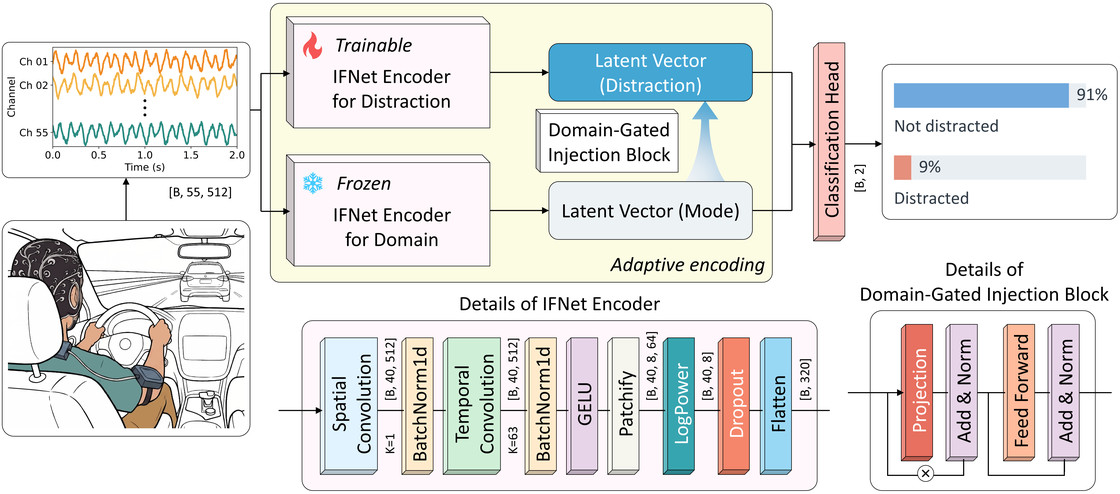 Channel
Ch 01
Ch 02
Ch 55
0.0 0.5 1.0 1.5 2.0
Time (s)
[B, 55, 512]
Trainable
IFNet Encoder
for Distraction
Frozen
IFNet Encoder
for Domain
Latent Vector
(Distraction)
Domain-Gated
Injection Block
Latent Vector (Mode)
Adaptive encoding
Classification Head
[B, 2]
91%
Not distracted
9%
Distracted
Details of IFNet Encoder
Spatial
Convolution
K=1
[B, 40, 512]
BatchNorm1d
Temporal
Convolution
K=63
[B, 40, 512]
BatchNorm1d
GELU
Patchify
[B, 40, 8, 64]
LogPower
[B, 40, 8]
Dropout
Flatten
[B, 320]
Details of
Domain-Gated Injection Block
Projection
Add & Norm
Feed Forward
Add & Norm